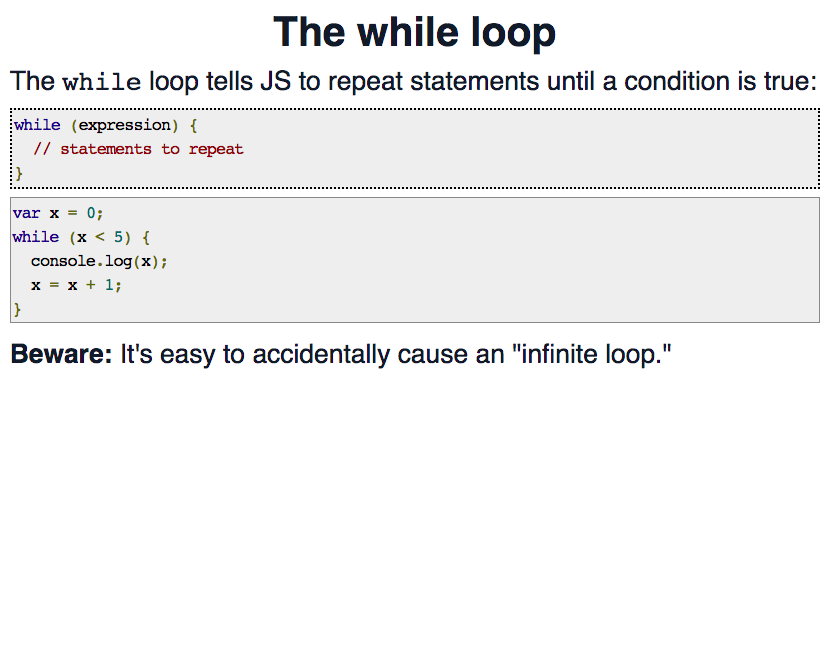 The while loop
The while loop tells JS to repeat statements until a condition is true:
while (expression) {
  // statements to repeat
}
var x = 0;
while (x < 5) {
  console.log(x);
  x = x + 1;
}
Beware: It's easy to accidentally cause an "infinite loop."